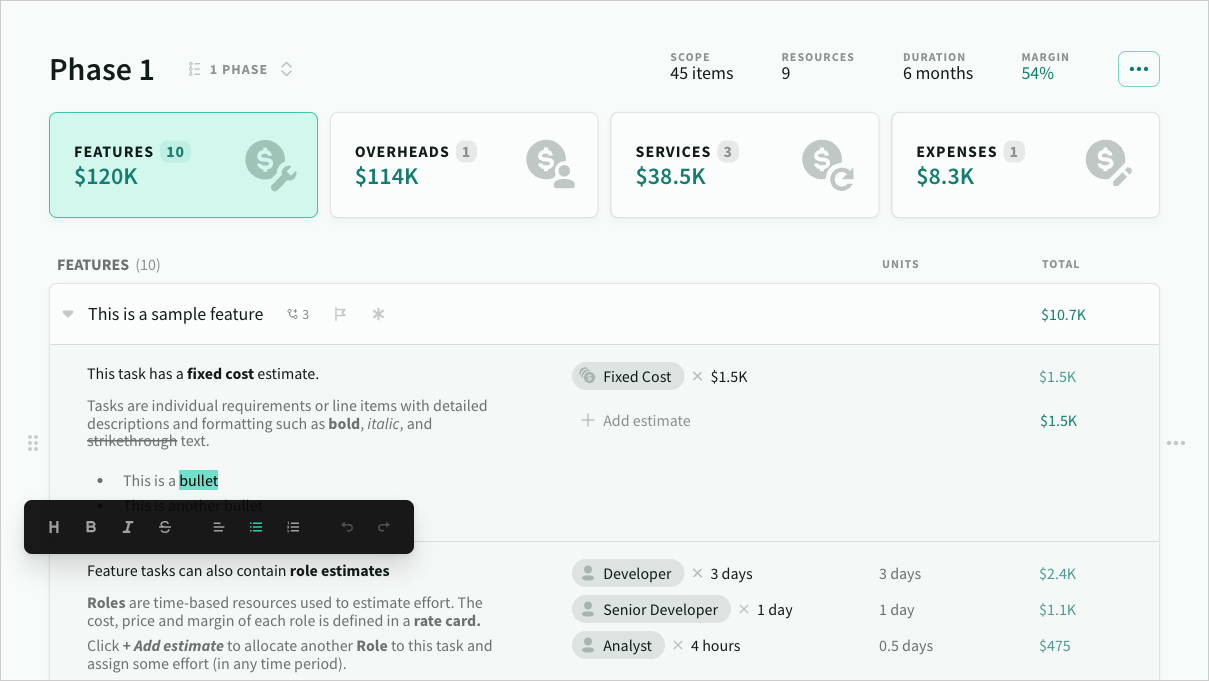 Phase 1
1 PHASE
SCOPE
45 items
RESOURCES
9
DURATION
6 months
MARGIN
54%
FEATURES 10
$120K
OVERHEADS 1
$114K
SERVICES 3
$38.5K
EXPENSES 1
$8.3K
FEATURES (10)
UNITS
TOTAL
This is a sample feature
3
$10.7K
This task has a fixed cost estimate.
Fixed Cost × $1.5K
$1.5K
Tasks are individual requirements or line items with detailed
descriptions and formatting such as bold, italic, and
strikethrough text.
+ Add estimate
$1.5K
• This is a bullet
• This is another bullet
H B I S
Feature tasks can also contain role estimates
Developer × 3 days
3 days
$2.4K
Roles are time-based resources used to estimate effort. The
cost, price and margin of each role is defined in a rate card.
Senior Developer × 1 day
1 day
$1.1K
Click + Add estimate to allocate another Role to this task and
assign some effort (in any time period).
Analyst × 4 hours
0.5 days
$475